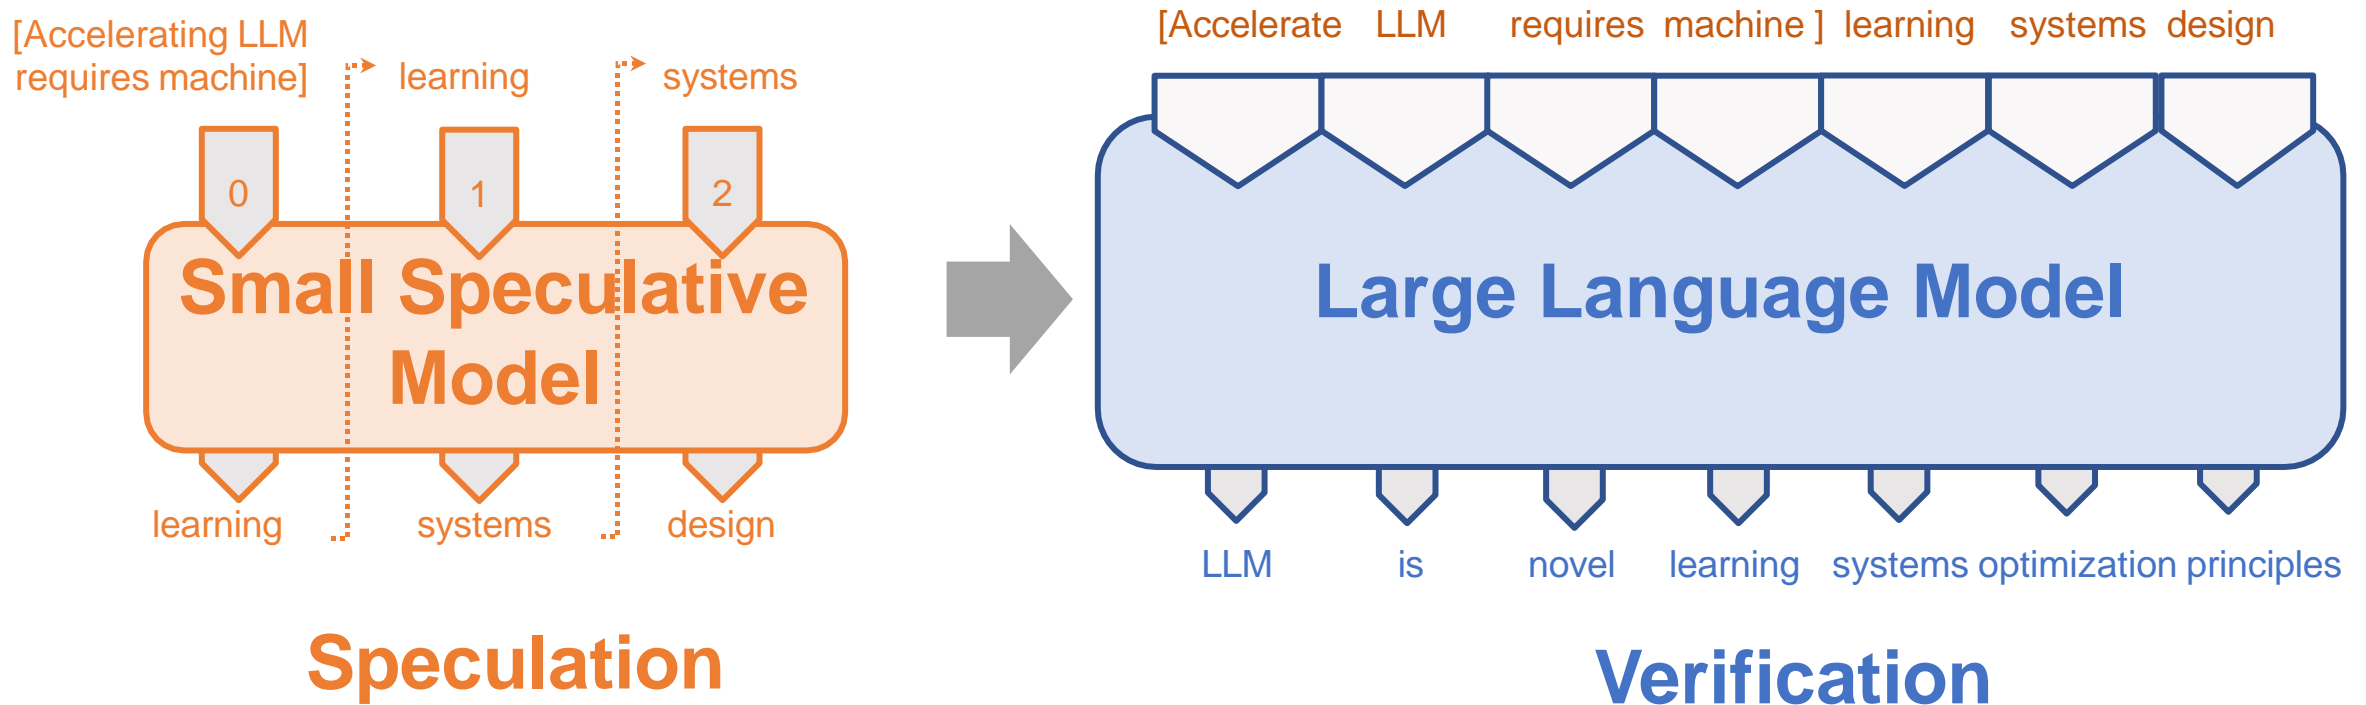 [Accelerating LLM
requires machine]
learning
systems
0
1
2
Small Speculative
Model
learning
systems
design
Speculation
[Accelerate LLM requires machine ] learning systems design
Large Language Model
LLM is novel learning systems optimization principles
Verification